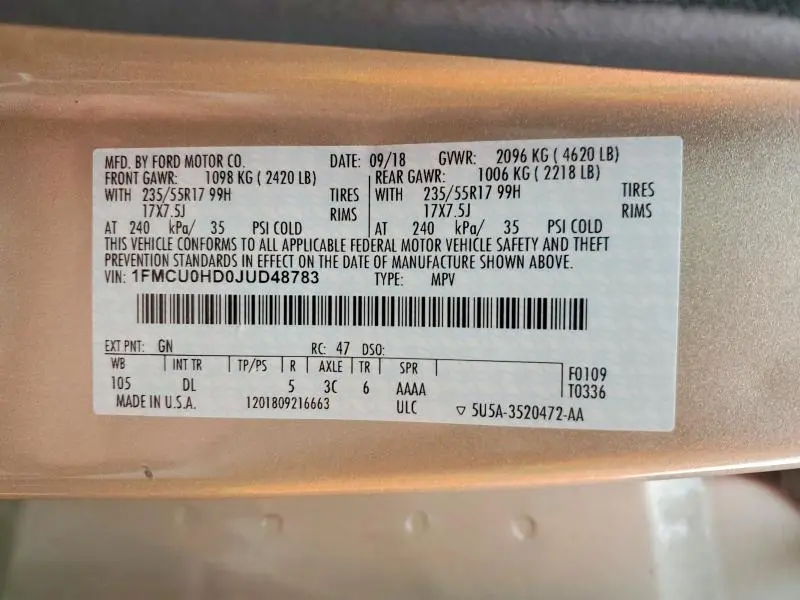 MFD. BY FORD MOTOR CO. DATE: 09/18 GVWR: 2096 KG ( 4620 LB)
FRONT GAWR: 1098 KG ( 2420 LB) REAR GAWR: 1006 KG ( 2218 LB)
WITH 235/55R17 99H TIRES WITH 235/55R17 99H TIRES
17X7.5J RIMS 17X7.5J RIMS
AT 240 kPa/ 35 PSI COLD AT 240 kPa/ 35 PSI COLD
THIS VEHICLE CONFORMS TO ALL APPLICABLE FEDERAL MOTOR VEHICLE SAFETY AND THEFT
PREVENTION STANDARDS IN EFFECT ON THE DATE OF MANUFACTURE SHOWN ABOVE.
VIN: 1FMCU0HD0JUD48783 TYPE: MPV
EXT PNT: GN RC: 47 DSO:
WB INT TR TP/PS R AXLE TR SPR F0109
105 DL 5 3C 6 AAAA T0336
MADE IN U.S.A. 1201809216663 ULC ▽ 5U5A-3520472-AA